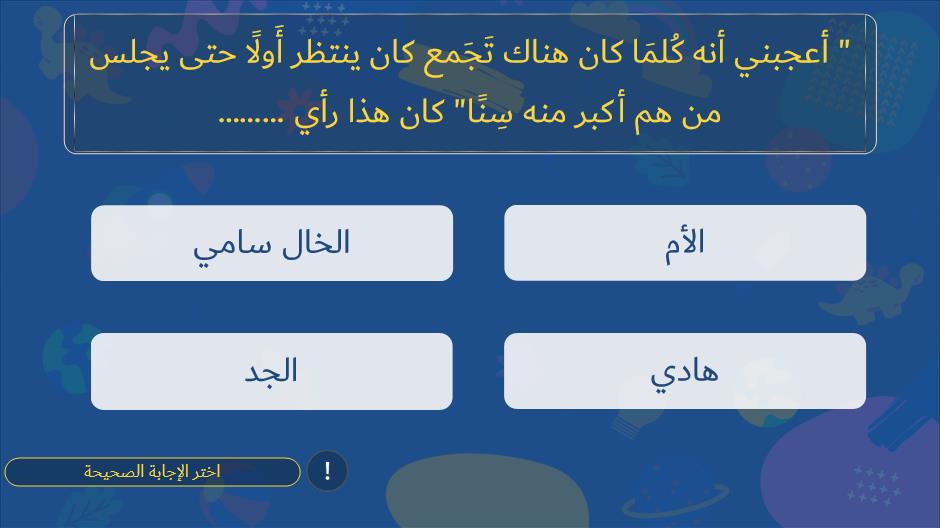 " أعجبني أنه كُلمَا كان هناك تَجَمع كان ينتظر أَولًا حتى يجلس
من هم أكبر منه سِنًا" كان هذا رأي .........
الأم
الخال سامي
هادي
الجد
!
اختر الإجابة الصحيحة